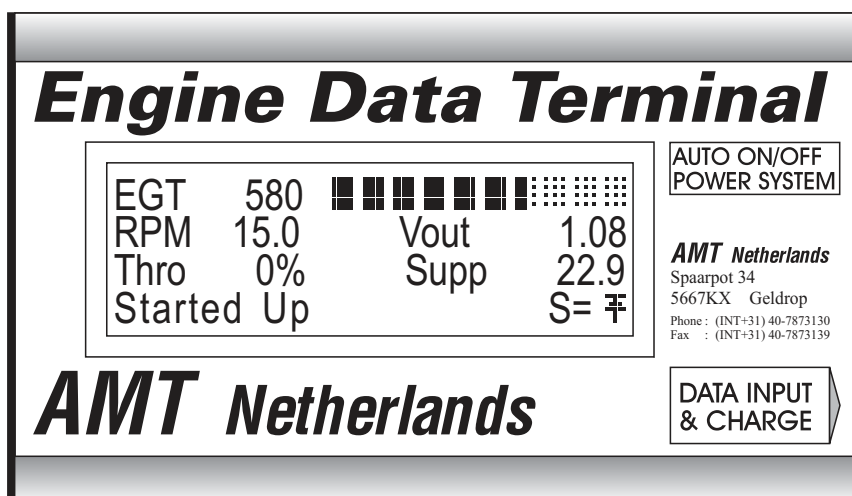 Engine Data Terminal
EGT 580
RPM 15.0 Vout 1.08
Thro 0% Supp 22.9
Started Up S=
AUTO ON/OFF
POWER SYSTEM
AMT Netherlands
Spaarpot 34
5667KX Geldrop
Phone : (INT+31) 40-7873130
Fax : (INT+31) 40-7873139
AMT Netherlands
DATA INPUT
& CHARGE